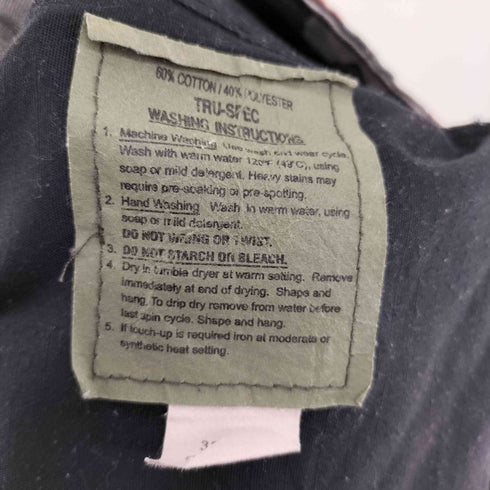 60% COTTON / 40% POLYESTER
TRU-SPEC
WASHING INSTRUCTIONS
1. Machine Washing Use wash and wear cycle.
Wash with warm water 120°F (49°C), using
soap or mild detergent. Heavy stains may
require pre-soaking or pre-spotting.
2. Hand Washing Wash in warm water, using
soap or mild detergent.
DO NOT WRING OR TWIST.
3. DO NOT STARCH OR BLEACH.
4. Dry in tumble dryer at warm setting. Remove
immediately at end of drying. Shape and
hang. To drip dry remove from water before
last spin cycle. Shape and hang.
5. If touch-up is required iron at moderate or
synthetic heat setting.